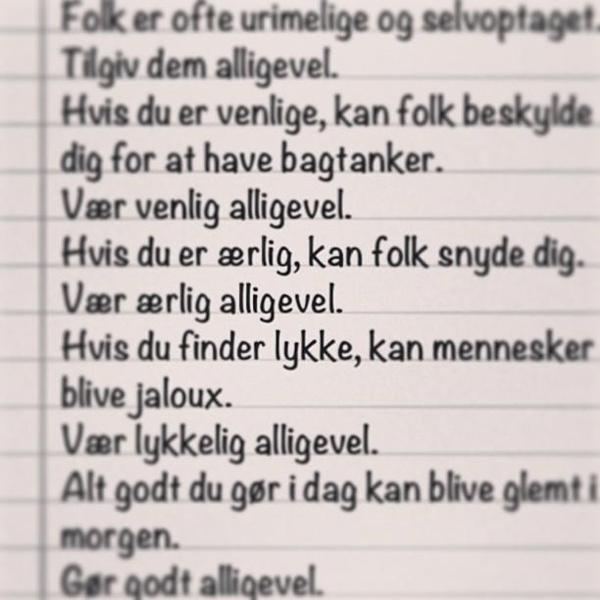 Folk er ofte urimelige og selvoptaget.
Tilgiv dem alligevel.
Hvis du er venlige, kan folk beskylde
dig for at have bagtanker.
Vær venlig alligevel.
Hvis du er ærlig, kan folk snyde dig.
Vær ærlig alligevel.
Hvis du finder lykke, kan mennesker
blive jaloux.
Vær lykkelig alligevel.
Alt godt du gør i dag kan blive glemt i
morgen.
Gør godt alligevel.